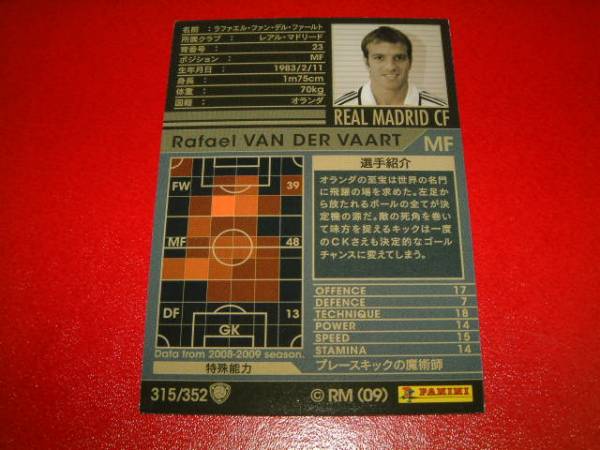 名前:ラファエル・ファン・デル・ファールト
所属クラブ: レアル・マドリード
背番号: 23
ポジション: MF
生年月日: 1983/2/11
身長: 1m75cm
体重: 70kg
国籍: オランダ
REAL MADRID CF
Rafael VAN DER VAART MF
FW 39
MF 48
DF 13
GK
Data from 2008-2009 season.
特殊能力
選手紹介
オランダの至宝は世界の名門
に飛躍の場を求めた。左足か
ら放たれるボールの全てが決
定機の源だ。敵の死角を巻い
て味方を捉えるキックは一度
のCKさえも決定的なゴール
チャンスに変えてしまう。
OFFENCE 17
DEFENCE 7
TECHNIQUE 18
POWER 14
SPEED 15
STAMINA 14
プレースキックの魔術師
315/352
© RM (09)
PANINI